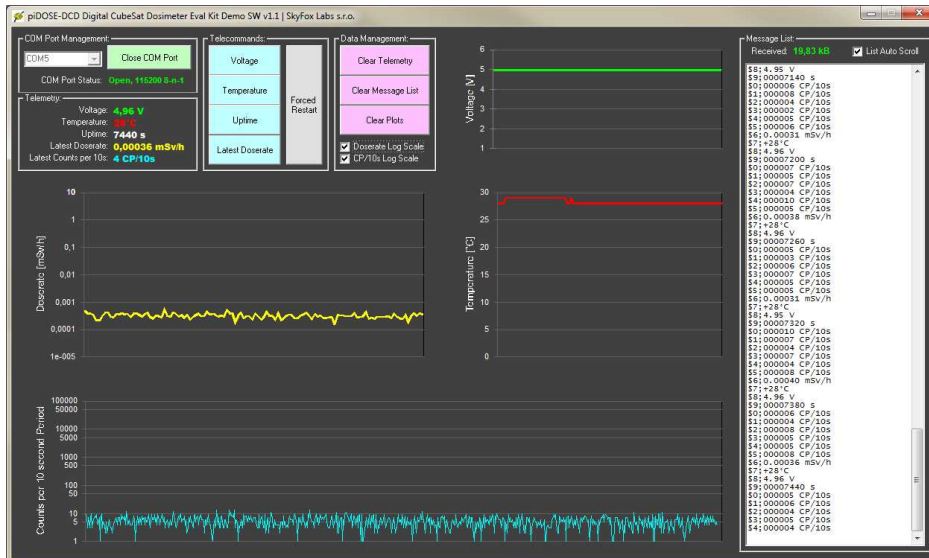 piDOSE-DCD Digital CubeSat Dosimeter Eval Kit Demo SW v1.1 | SkyFox Labs s.r.o.
COM Port Management:
COM5
Close COM Port
COM Port Status: Open, 115200 8-n-1
Telemetry:
Voltage: 4,96 V
Temperature: 28°C
Uptime: 7440 s
Latest Doserate: 0,00036 mSv/h
Latest Counts per 10s: 4 CP/10s
Telecommands:
Voltage
Temperature
Uptime
Latest Doserate
Forced
Restart
Data Management:
Clear Telemetry
Clear Message List
Clear Plots
Doserate Log Scale
CP/10s Log Scale
Voltage [V]
6
5
4
3
2
1
Doserate [mSv/h]
10
1
0,1
0,01
0,001
0,0001
1e-005
Temperature [°C]
30
25
20
15
10
5
0
Counts per 10 second Period
100000
50000
10000
5000
1000
500
100
50
10
5
1
Message List:
Received: 19,83 kB
List Auto Scroll
$8;4.95 V
$9;00007140 s
$0;000006 CP/10s
$1;000008 CP/10s
$2;000004 CP/10s
$3;000002 CP/10s
$4;000005 CP/10s
$5;000006 CP/10s
$6;0.00031 mSv/h
$7;+28°C
$8;4.96 V
$9;00007200 s
$0;000007 CP/10s
$1;000005 CP/10s
$2;000007 CP/10s
$3;000004 CP/10s
$4;000010 CP/10s
$5;000005 CP/10s
$6;0.00038 mSv/h
$7;+28°C
$8;4.96 V
$9;00007260 s
$0;000005 CP/10s
$1;000003 CP/10s
$2;000006 CP/10s
$3;000007 CP/10s
$4;000005 CP/10s
$5;000005 CP/10s
$6;0.00031 mSv/h
$7;+28°C
$8;4.95 V
$9;00007320 s
$0;000010 CP/10s
$1;000007 CP/10s
$2;000004 CP/10s
$3;000007 CP/10s
$4;000004 CP/10s
$5;000008 CP/10s
$6;0.00040 mSv/h
$7;+28°C
$8;4.96 V
$9;00007380 s
$0;000006 CP/10s
$1;000004 CP/10s
$2;000008 CP/10s
$3;000005 CP/10s
$4;000005 CP/10s
$5;000008 CP/10s
$6;0.00036 mSv/h
$7;+28°C
$8;4.96 V
$9;00007440 s
$0;000005 CP/10s
$1;000006 CP/10s
$2;000004 CP/10s
$3;000005 CP/10s
$4;000004 CP/10s